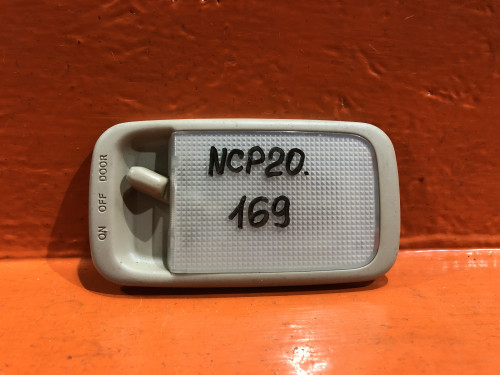 NCP20.
169
ON OFF DOOR